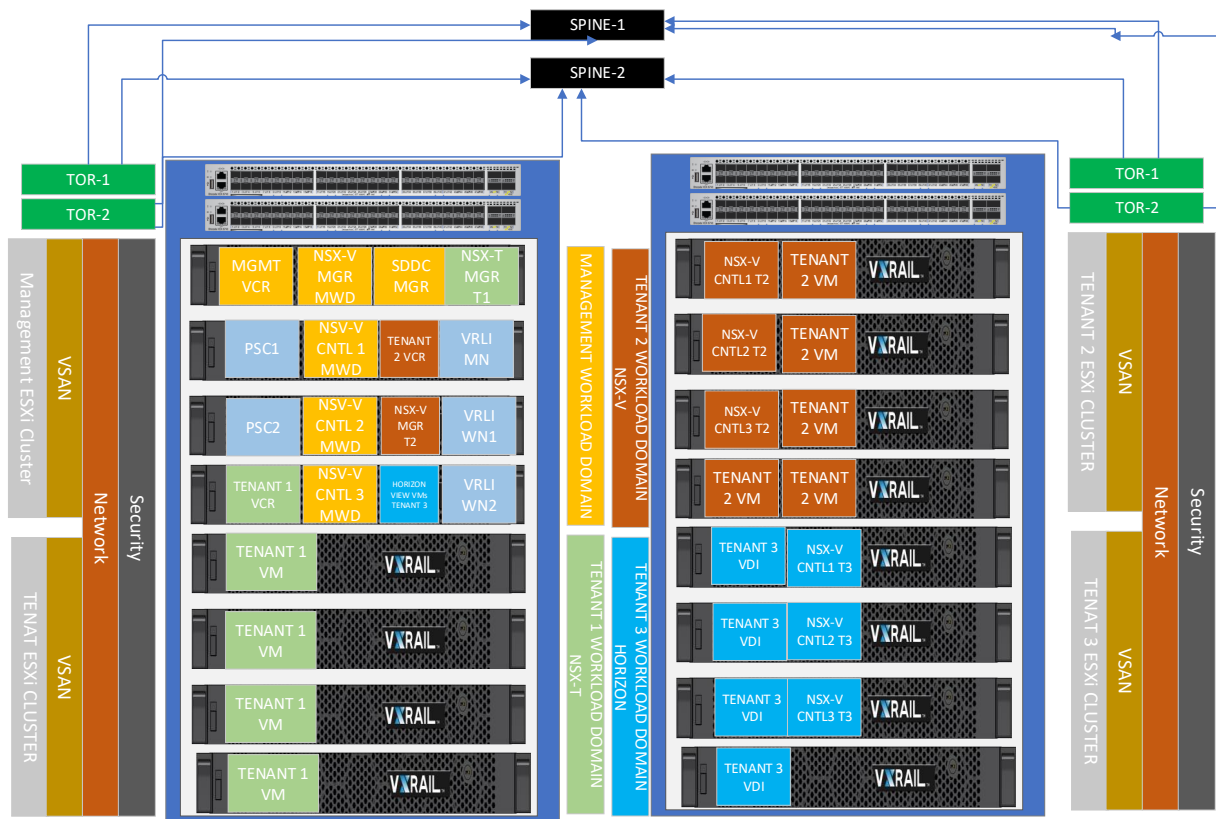 SPINE-1
SPINE-2
TOR-1
TOR-2
TOR-1
TOR-2
Management ESXi Cluster
VSAN
Network
Security
TENAT ESXi CLUSTER
VSAN
MGMT
VCR
NSX-V
MGR
MWD
SDDC
MGR
NSX-T
MGR
T1
PSC1
NSV-V
CNTL 1
MWD
TENANT
2 VCR
VRLI
MN
PSC2
NSV-V
CNTL 2
MWD
NSX-V
MGR
T2
VRLI
WN1
TENANT 1
VCR
NSV-V
CNTL 3
MWD
HORIZON
VIEW VMs
TENANT 3
VRLI
WN2
TENANT 1
VM
VXRAIL
TENANT 1
VM
VXRAIL
TENANT 1
VM
VXRAIL
TENANT 1
VM
VXRAIL
MANAGEMENT WORKLOAD DOMAIN
TENANT 2 WORKLOAD DOMAIN
NSX-V
TENANT 1 WORKLOAD DOMAIN
NSX-T
TENANT 3 WORKLOAD DOMAIN
HORIZON
NSX-V
CNTL1 T2
TENANT
2 VM
VXRAIL
NSX-V
CNTL2 T2
TENANT
2 VM
VXRAIL
NSX-V
CNTL3 T2
TENANT
2 VM
VXRAIL
TENANT
2 VM
TENANT
2 VM
VXRAIL
TENANT 3
VDI
NSX-V
CNTL1 T3
VXRAIL
TENANT 3
VDI
NSX-V
CNTL2 T3
VXRAIL
TENANT 3
VDI
NSX-V
CNTL3 T3
VXRAIL
TENANT 3
VDI
VXRAIL
TENANT 2 ESXi CLUSTER
VSAN
Network
Security
TENAT 3 ESXi CLUSTER
VSAN